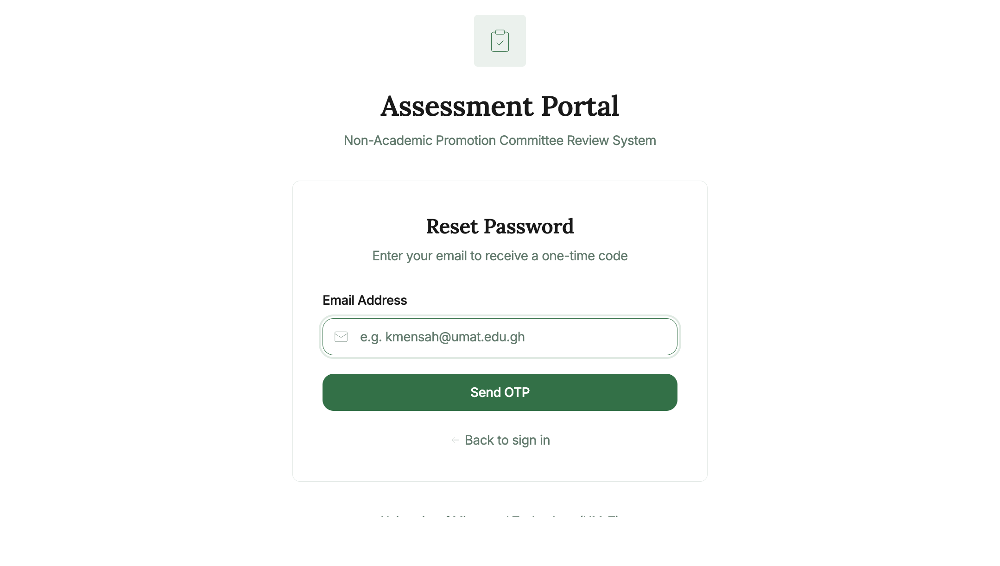 Assessment Portal
Non-Academic Promotion Committee Review System
Reset Password
Enter your email to receive a one-time code
Email Address
e.g. kmensah@umat.edu.gh
Send OTP
Back to sign in